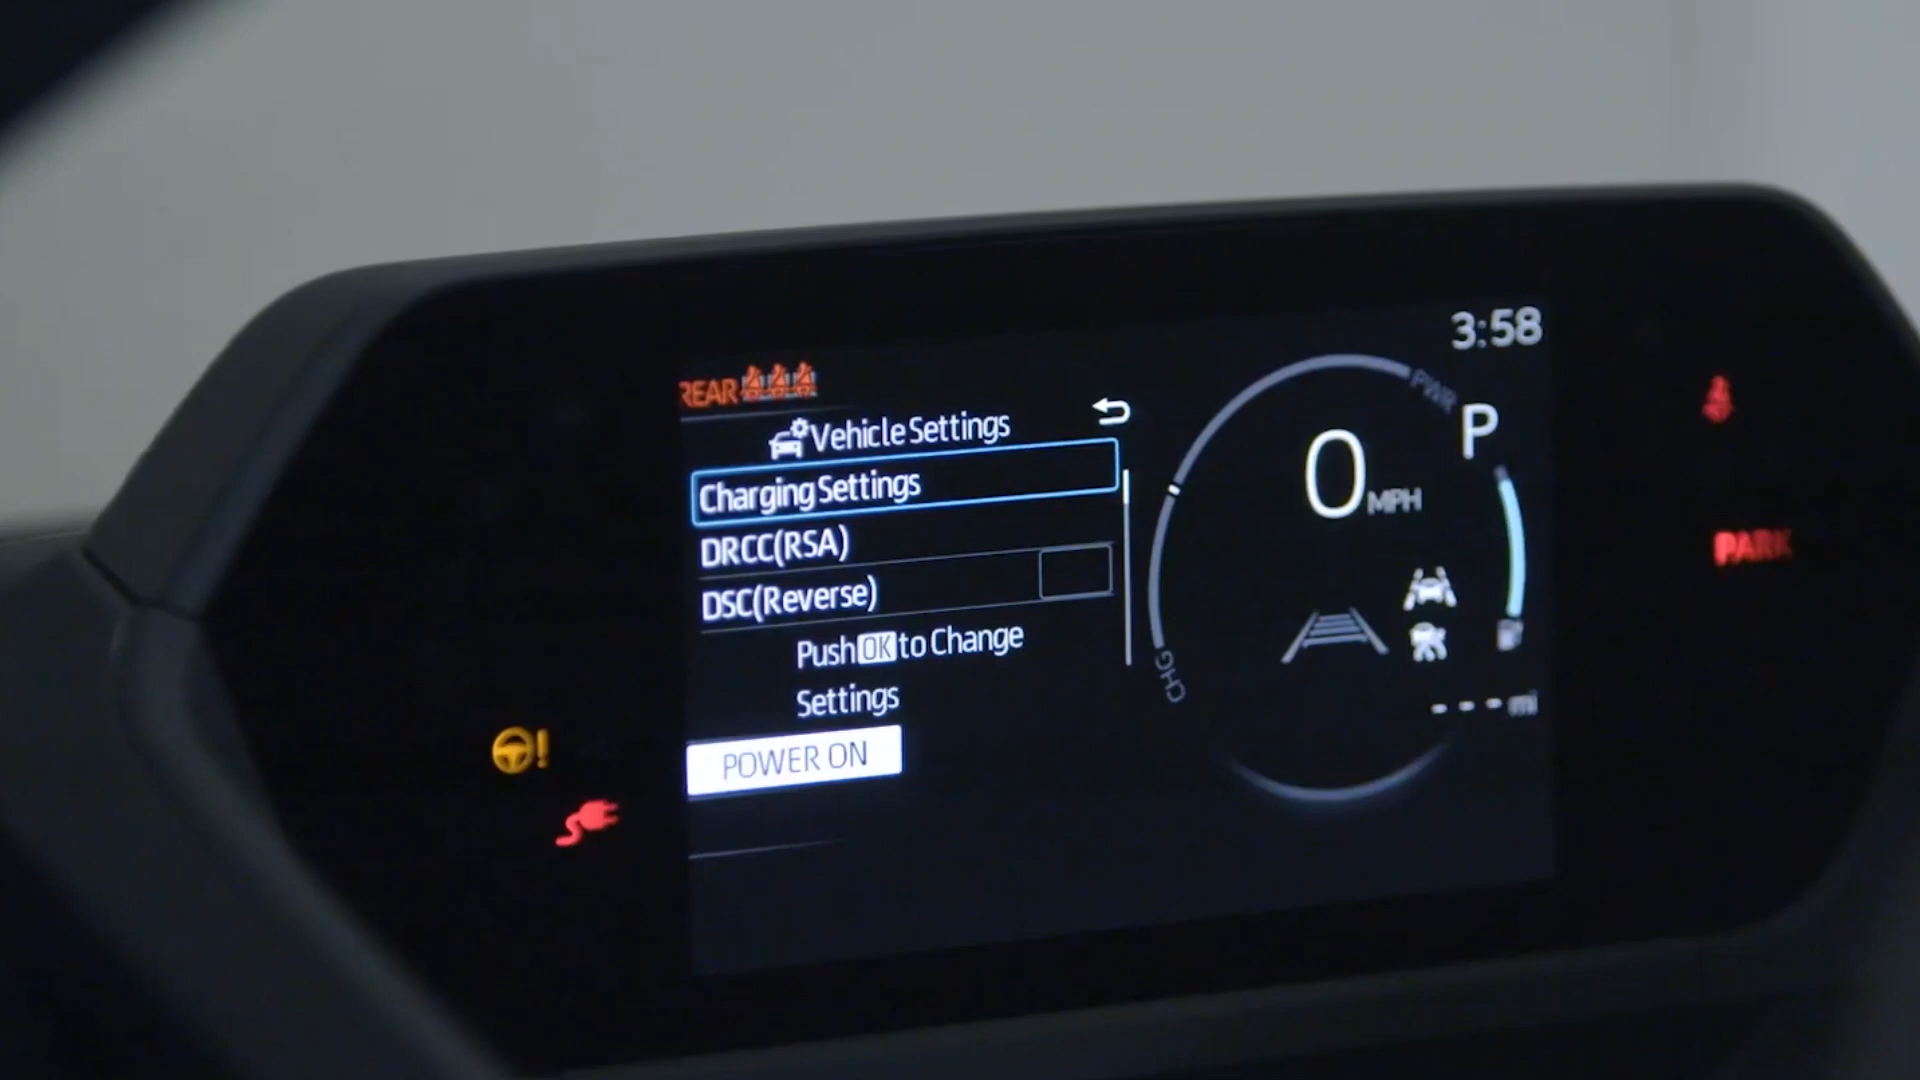 3:58
REAR
Vehicle Settings
Charging Settings
DRCC(RSA)
DSC(Reverse)
Push OK to Change
Settings
POWER ON
PWR
P
0 MPH
CHG
- - - mi
PARK